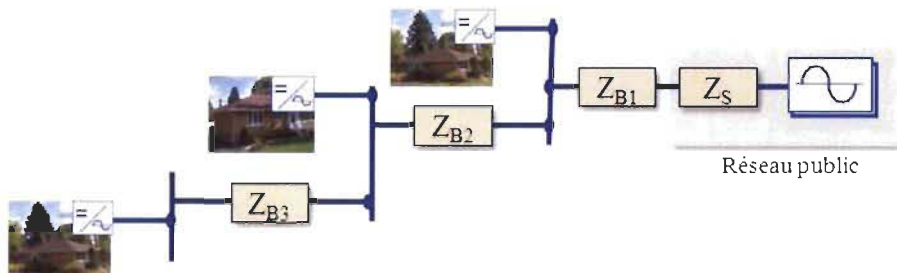 =
=
Z_B1
Z_S
Z_B2
Réseau public
Z_B3
=